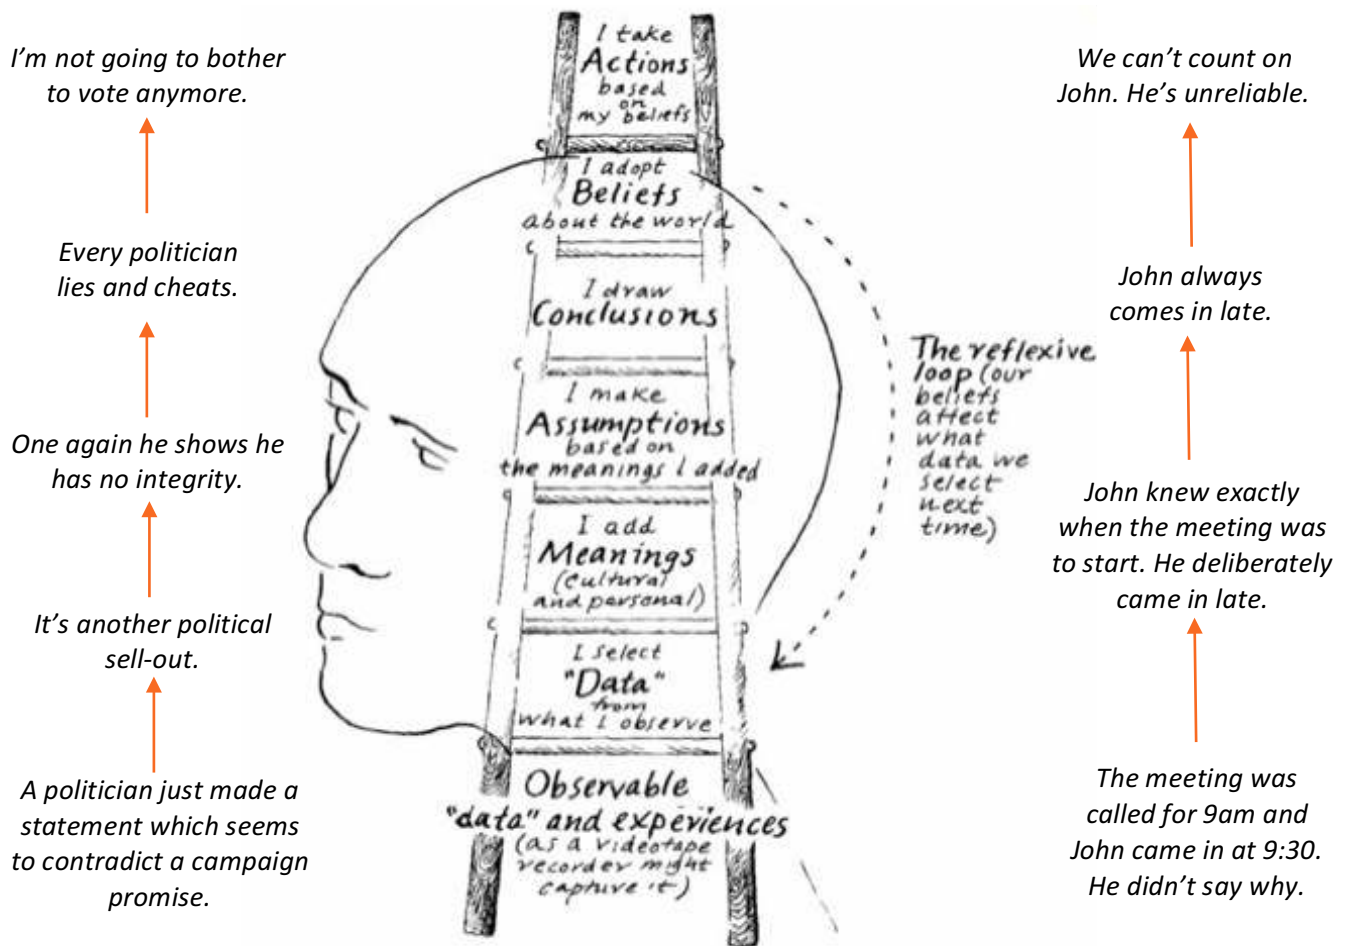 I'm not going to bother
to vote anymore.
Every politician
lies and cheats.
One again he shows he
has no integrity.
It's another political
sell-out.
A politician just made a
statement which seems
to contradict a campaign
promise.
I take
Actions
based
on
my beliefs
I adopt
Beliefs
about the world
I draw
Conclusions
I make
Assumptions
based on
the meanings I added
I add
Meanings
(cultural
and personal)
I select
"Data"
from
what I observe
Observable
"data" and experiences
(as a videotape
recorder might
capture it)
The reflexive
loop (our
beliefs
affect
what
data we
select
next
time)
We can't count on
John. He's unreliable.
John always
comes in late.
John knew exactly
when the meeting was
to start. He deliberately
came in late.
The meeting was
called for 9am and
John came in at 9:30.
He didn't say why.